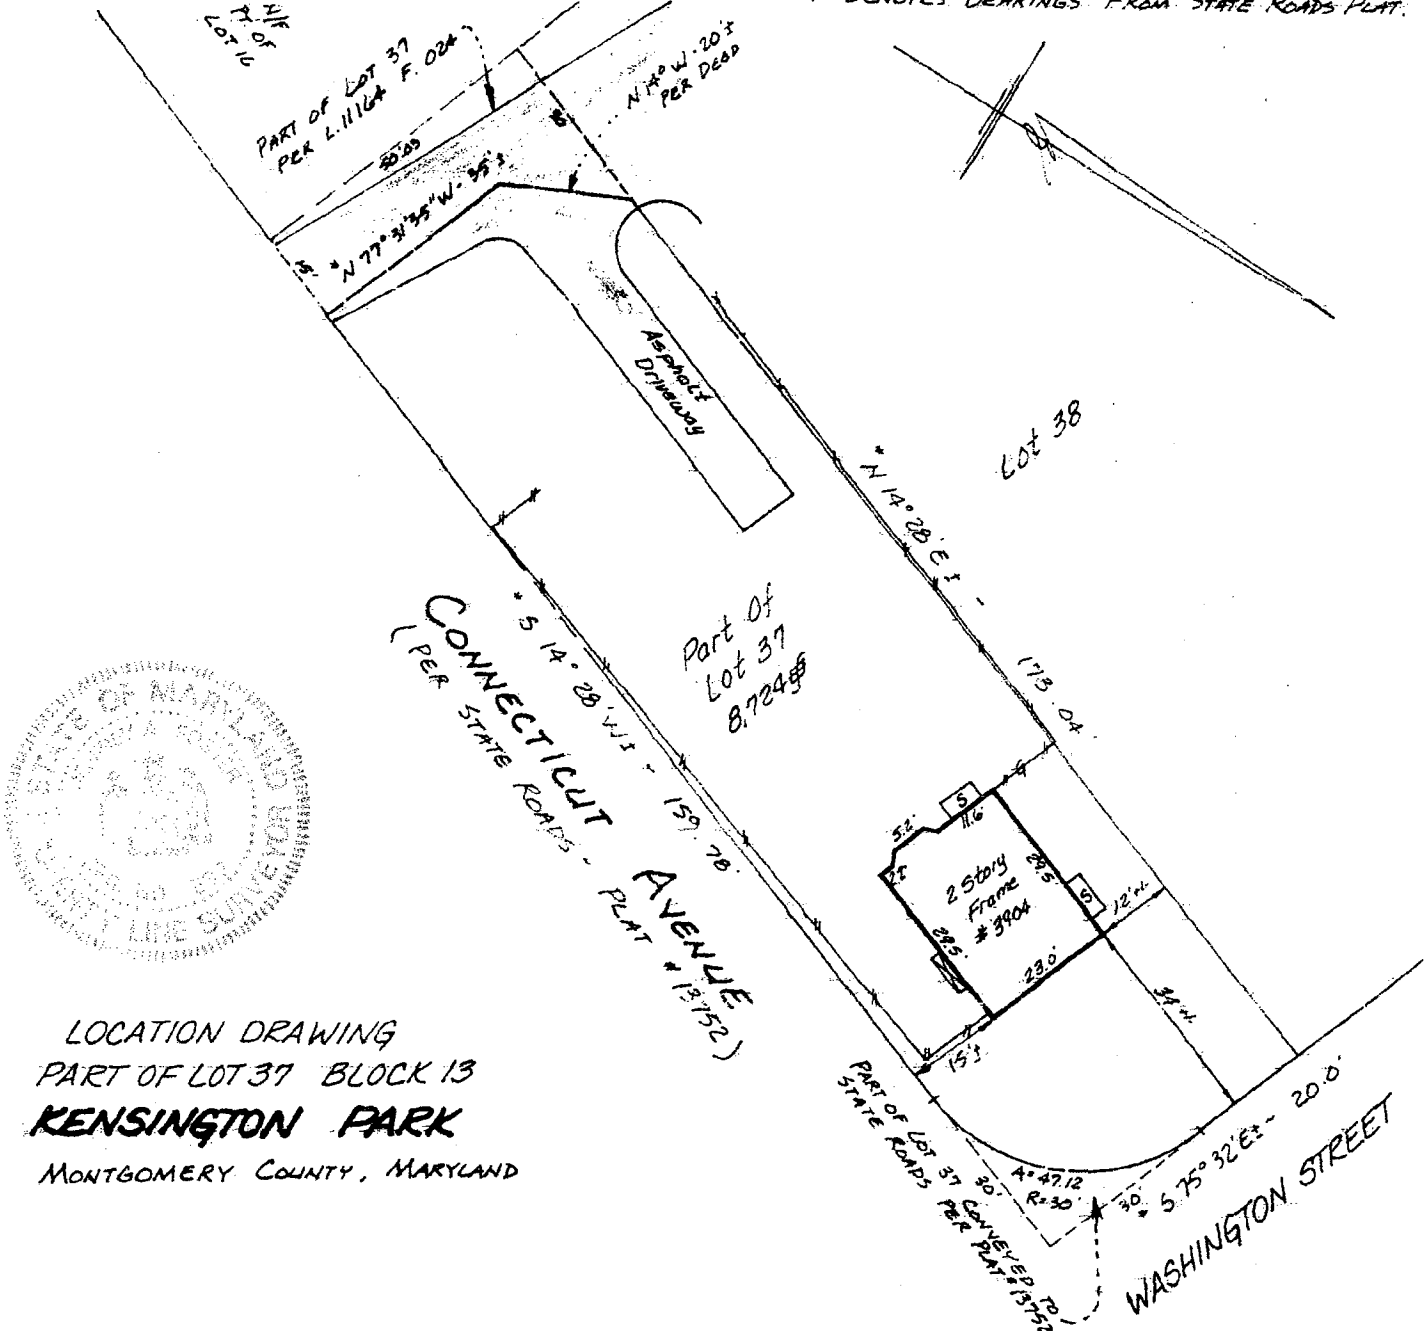 * DENOTES BEARINGS FROM STATE ROADS PLAT.
N/F
PT. OF
LOT 16
PART OF LOT 37
PER L.11164 F. 024
N 14° W - 20'±
PER DEED
50.03
15'
* N 77° 31' 35" W - 35'±
15'
Asphalt
Driveway
Lot 38
* N 14° 28' E ± -
173.04
Part Of
Lot 37
8,724
* S 14° 28' W ± - 159.78
CONNECTICUT AVENUE
(PER STATE ROADS - PLAT # 13752)
STATE OF MARYLAND
PROPERTY LINE SURVEYOR
S
5.2'
11.6'
2 Story
Frame
# 3904
29.5'
S
12'+/-
29.5'
23.0'
34'+/-
15'±
LOCATION DRAWING
PART OF LOT 37 BLOCK 13
KENSINGTON PARK
MONTGOMERY COUNTY, MARYLAND
PART OF LOT 37 CONVEYED TO
STATE ROADS PER PLAT # 13752
30'
A=47.12
R=30'
30'
* S 75° 32' E± - 20.0'
WASHINGTON STREET